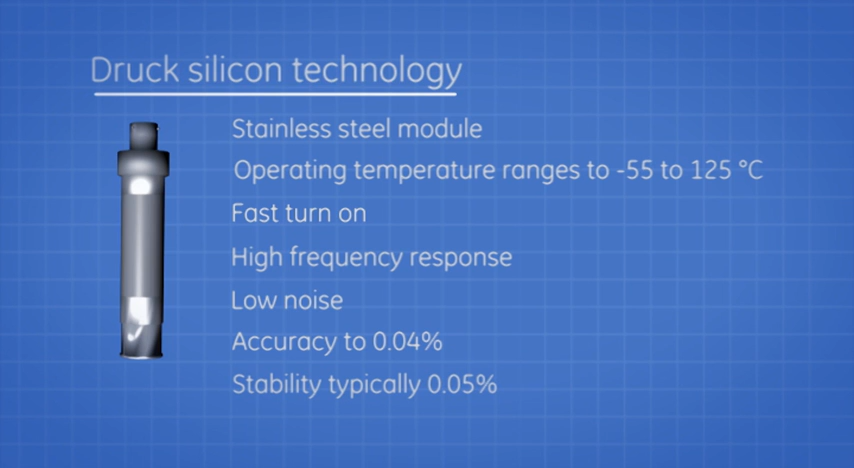 Druck silicon technology
Stainless steel module
Operating temperature ranges to -55 to 125 °C
Fast turn on
High frequency response
Low noise
Accuracy to 0.04%
Stability typically 0.05%